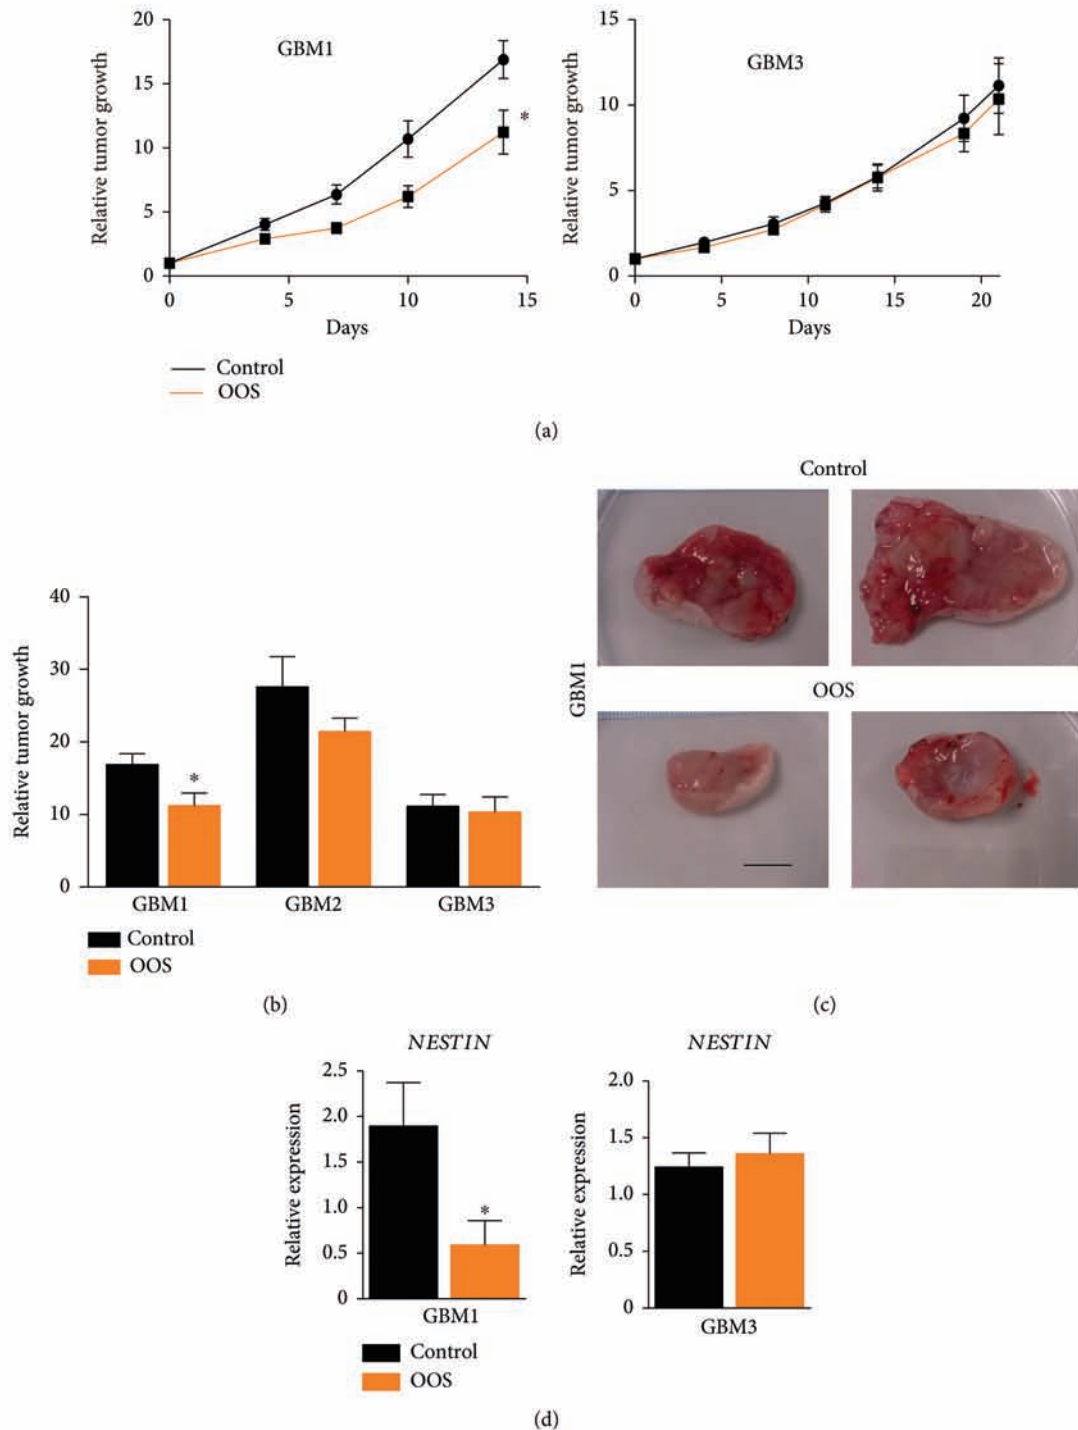 20
15
10
5
0
Relative tumor growth
GBM1
*
0 5 10 15
Days
15
10
5
0
Relative tumor growth
GBM3
0 5 10 15 20
Days
Control
OOS
(a)
40
30
20
10
0
Relative tumor growth
*
GBM1 GBM2 GBM3
Control
OOS
(b)
Control
GBM1
OOS
(c)
NESTIN
2.5
2.0
1.5
1.0
0.5
0
Relative expression
*
GBM1
Control
OOS
NESTIN
2.0
1.5
1.0
0.5
0
Relative expression
GBM3
(d)